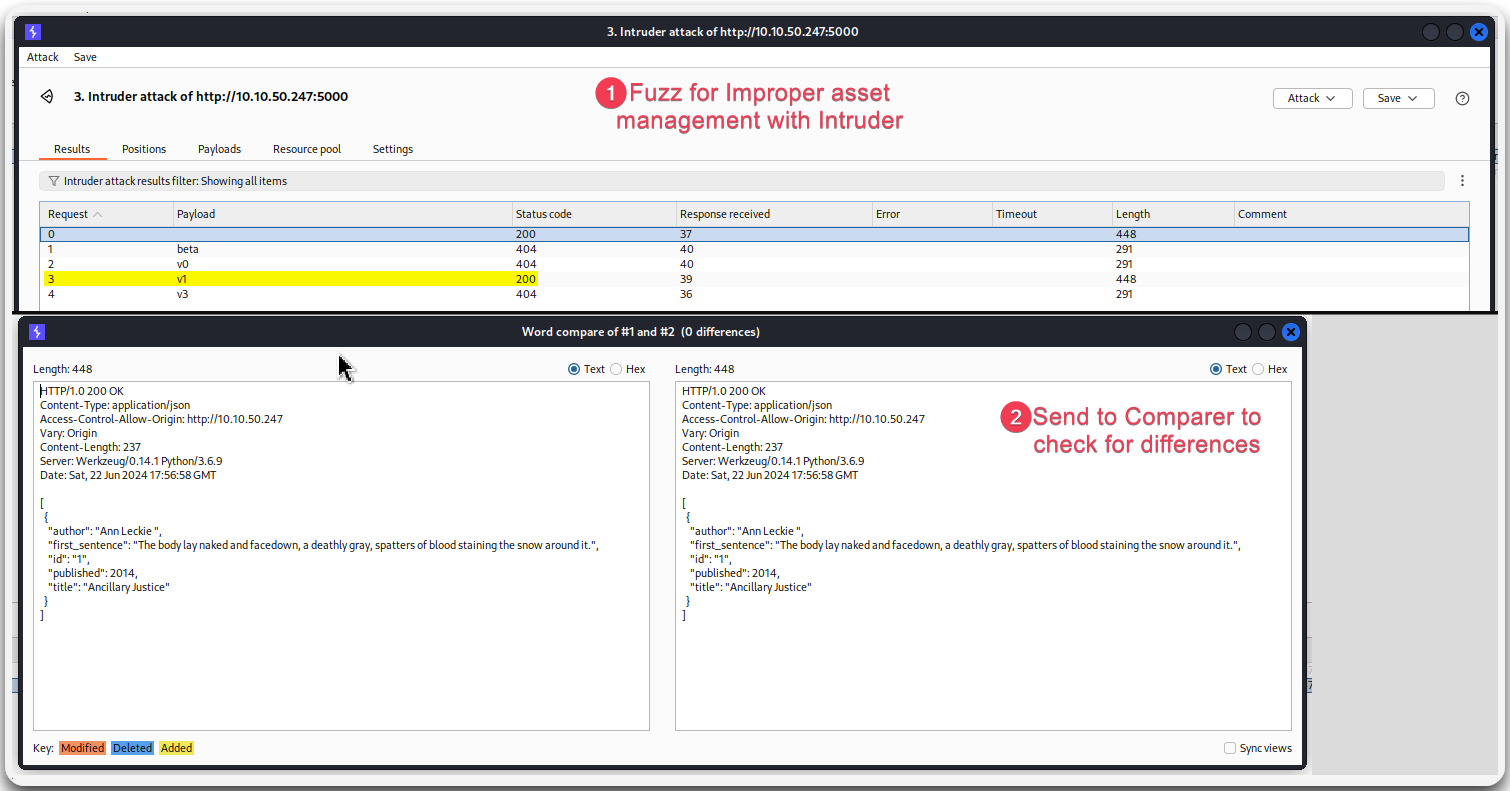 3. Intruder attack of http://10.10.50.247:5000
Attack Save
3. Intruder attack of http://10.10.50.247:5000
1 Fuzz for Improper asset
management with Intruder
Attack Save ?
Results Positions Payloads Resource pool Settings
Intruder attack results filter: Showing all items
Request Payload Status code Response received Error Timeout Length Comment
0 200 37 448
1 beta 404 40 291
2 v0 404 40 291
3 v1 200 39 448
4 v3 404 36 291
Word compare of #1 and #2 (0 differences)
Length: 448 Text Hex
HTTP/1.0 200 OK
Content-Type: application/json
Access-Control-Allow-Origin: http://10.10.50.247
Vary: Origin
Content-Length: 237
Server: Werkzeug/0.14.1 Python/3.6.9
Date: Sat, 22 Jun 2024 17:56:58 GMT
[
{
"author": "Ann Leckie ",
"first_sentence": "The body lay naked and facedown, a deathly gray, spatters of blood staining the snow around it.",
"id": "1",
"published": 2014,
"title": "Ancillary Justice"
}
]
Length: 448 Text Hex
HTTP/1.0 200 OK
Content-Type: application/json
Access-Control-Allow-Origin: http://10.10.50.247
Vary: Origin
Content-Length: 237
Server: Werkzeug/0.14.1 Python/3.6.9
Date: Sat, 22 Jun 2024 17:56:58 GMT
[
{
"author": "Ann Leckie ",
"first_sentence": "The body lay naked and facedown, a deathly gray, spatters of blood staining the snow around it.",
"id": "1",
"published": 2014,
"title": "Ancillary Justice"
}
]
2 Send to Comparer to
check for differences
Key: Modified Deleted Added
Sync views